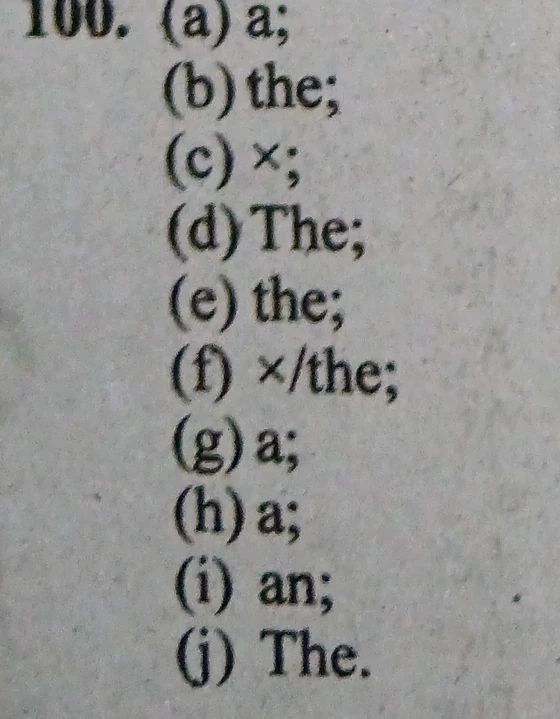 100. (a) a;
(b) the;
(c) ×;
(d) The;
(e) the;
(f) ×/the;
(g) a;
(h) a;
(i) an;
(j) The.